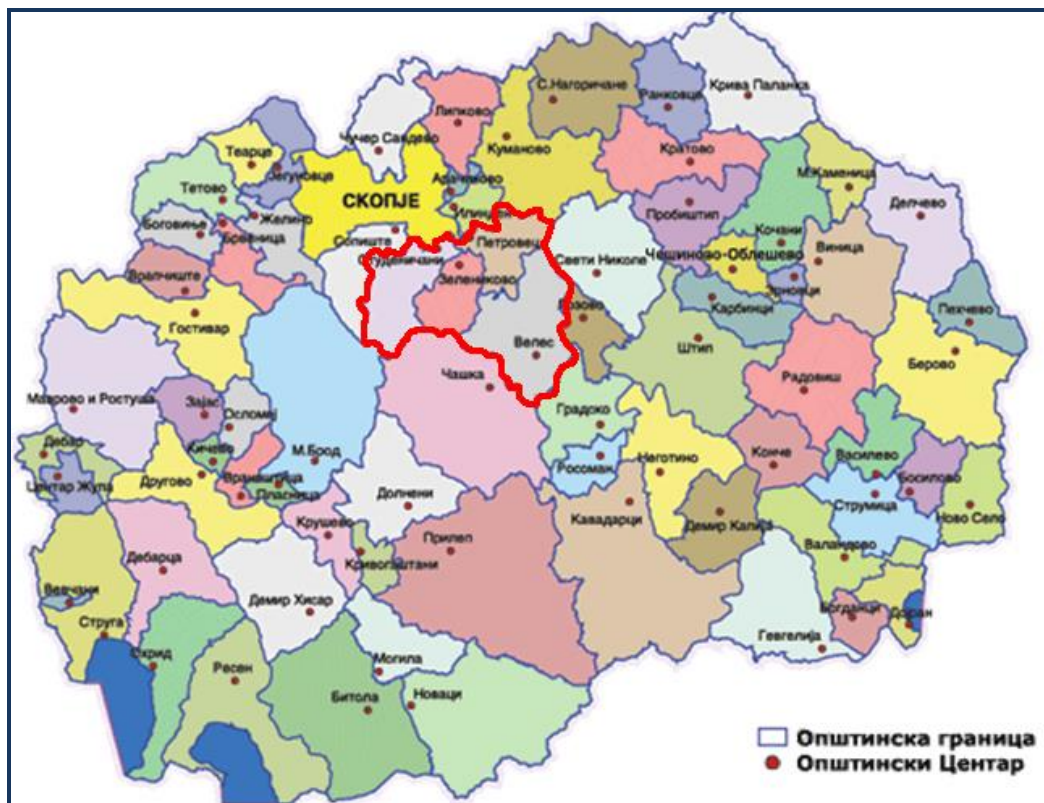 С.Нагоричане
Крива Паланка
Ранковце
Липково
Чучер Сандево
Куманово
Теарце
Кратово
Јегуновце
М.Каменица
Тетово
СКОПЈЕ
Делчево
Пробиштип
Желино
Илинден
Боговиње
Брвеница
Кочани
Сопиште
Виница
Петровец
Чешиново-Облешево
Студеничани
Свети Николе
Врапчиште
Зелениково
Зрновци
Пехчево
Карбинци
Гостивар
Лозово
Штип
Велес
Берово
Чашка
Радовиш
Маврово и Ростуша
Зајас
Осломеј
Градско
Дебар
Кичево
М.Брод
Василево
Росоман
Неготино
Конче
Центар Жупа
Другово
Вранештица
Босилово
Пласница
Долнени
Струмица
Ново Село
Крушево
Кавадарци
Демир Капија
Прилеп
Дебарца
Кривогаштани
Валандово
Вевчани
Демир Хисар
Струга
Богданци
Гевгелија
Охрид
Ресен
Могила
Битола
Новаци
Општинска граница
Општински Центар